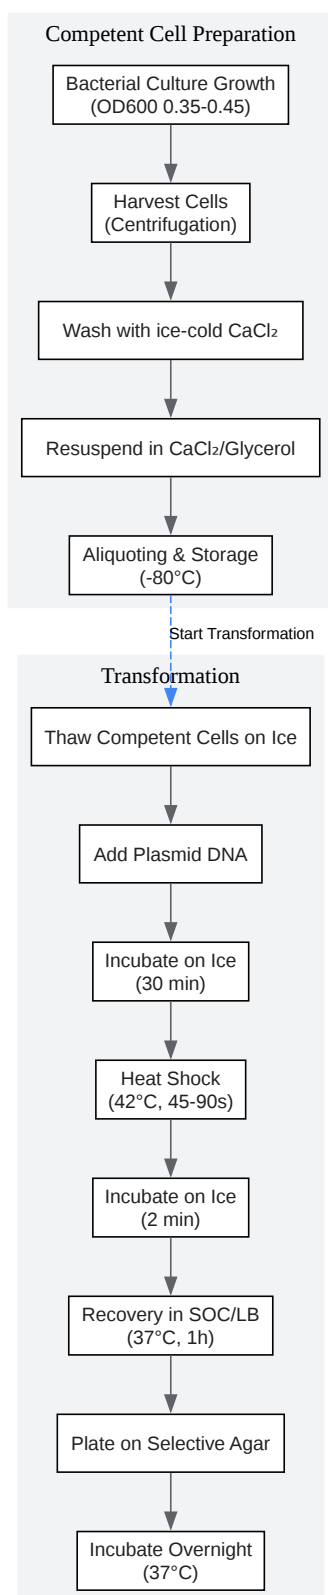 Competent Cell Preparation
Bacterial Culture Growth
(OD600 0.35-0.45)
Harvest Cells
(Centrifugation)
Wash with ice-cold CaCl₂
Resuspend in CaCl₂/Glycerol
Aliquoting & Storage
(-80°C)
Start Transformation
Transformation
Thaw Competent Cells on Ice
Add Plasmid DNA
Incubate on Ice
(30 min)
Heat Shock
(42°C, 45-90s)
Incubate on Ice
(2 min)
Recovery in SOC/LB
(37°C, 1h)
Plate on Selective Agar
Incubate Overnight
(37°C)